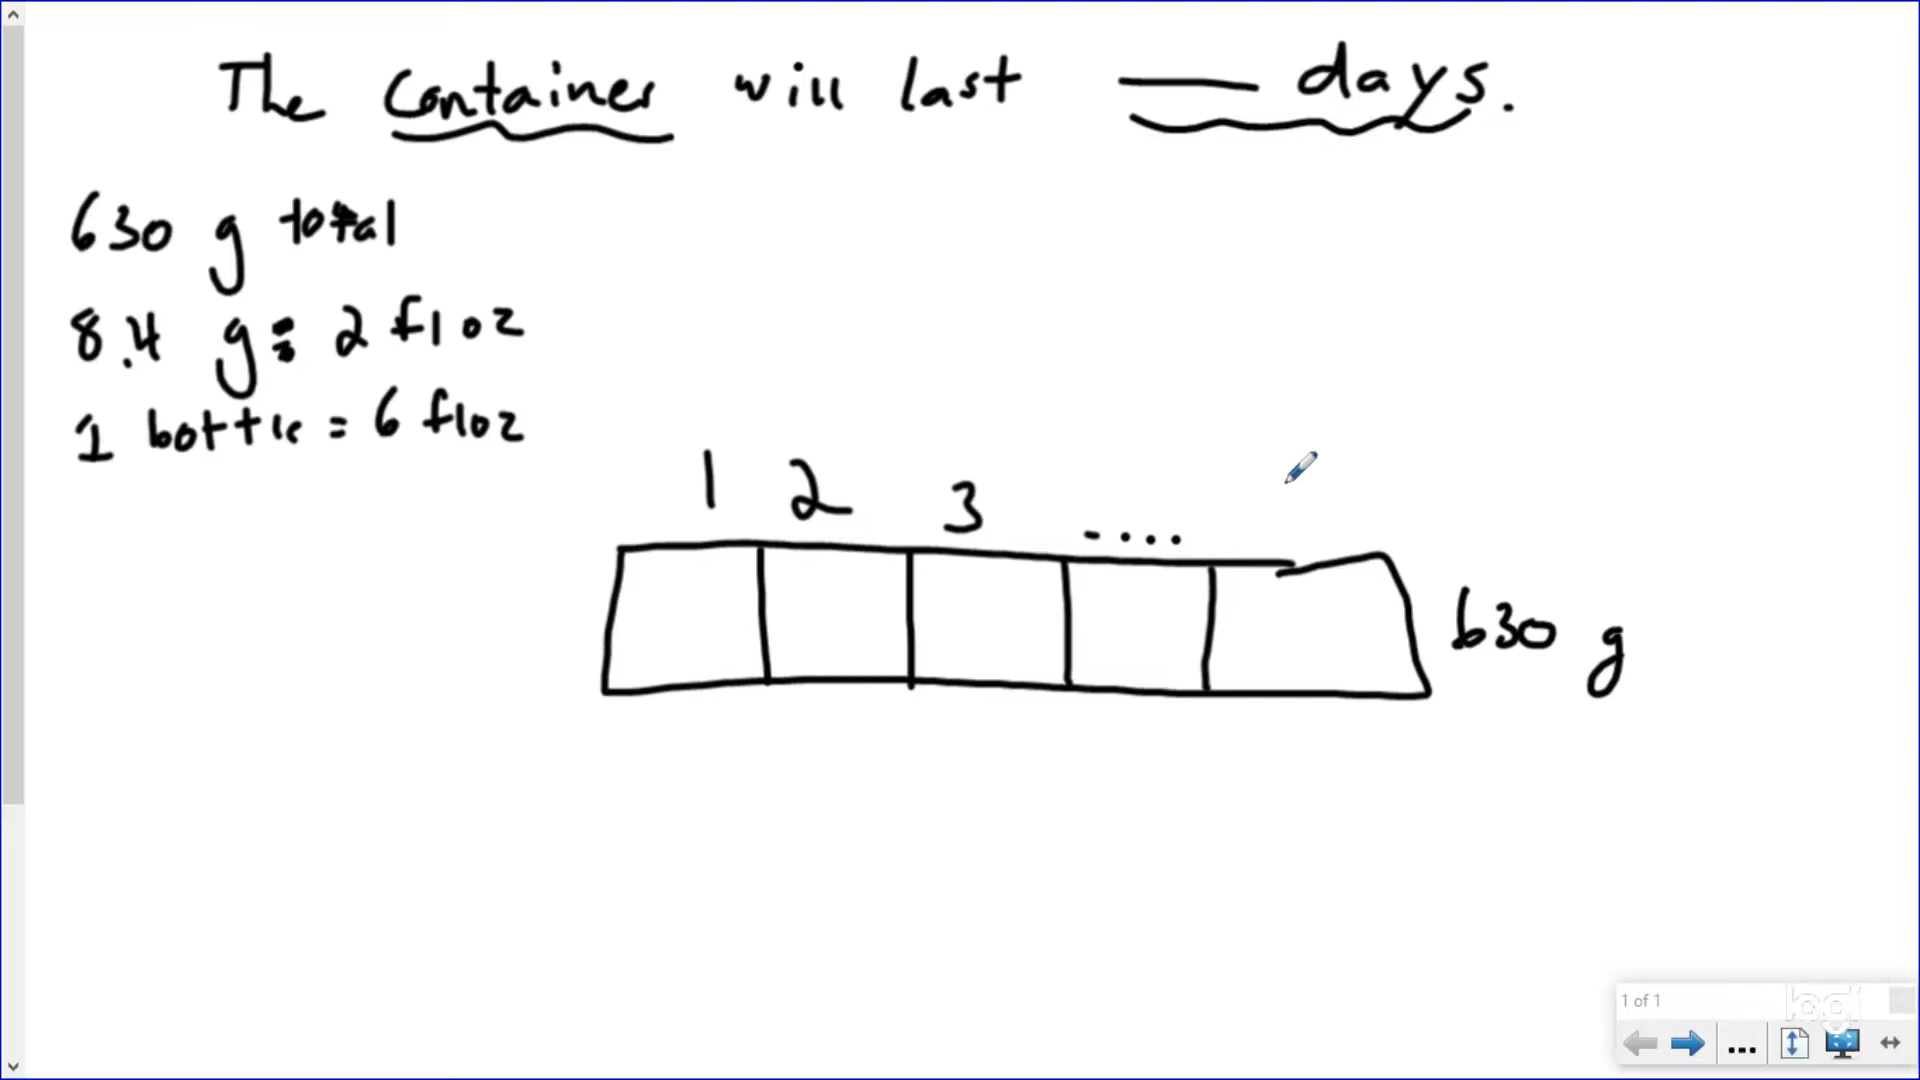 The container will last ___ days.
630 g total
8.4 g = 2 fl oz
1 bottle = 6 fl oz
1 2 3 ....
630 g
1 of 1
logi